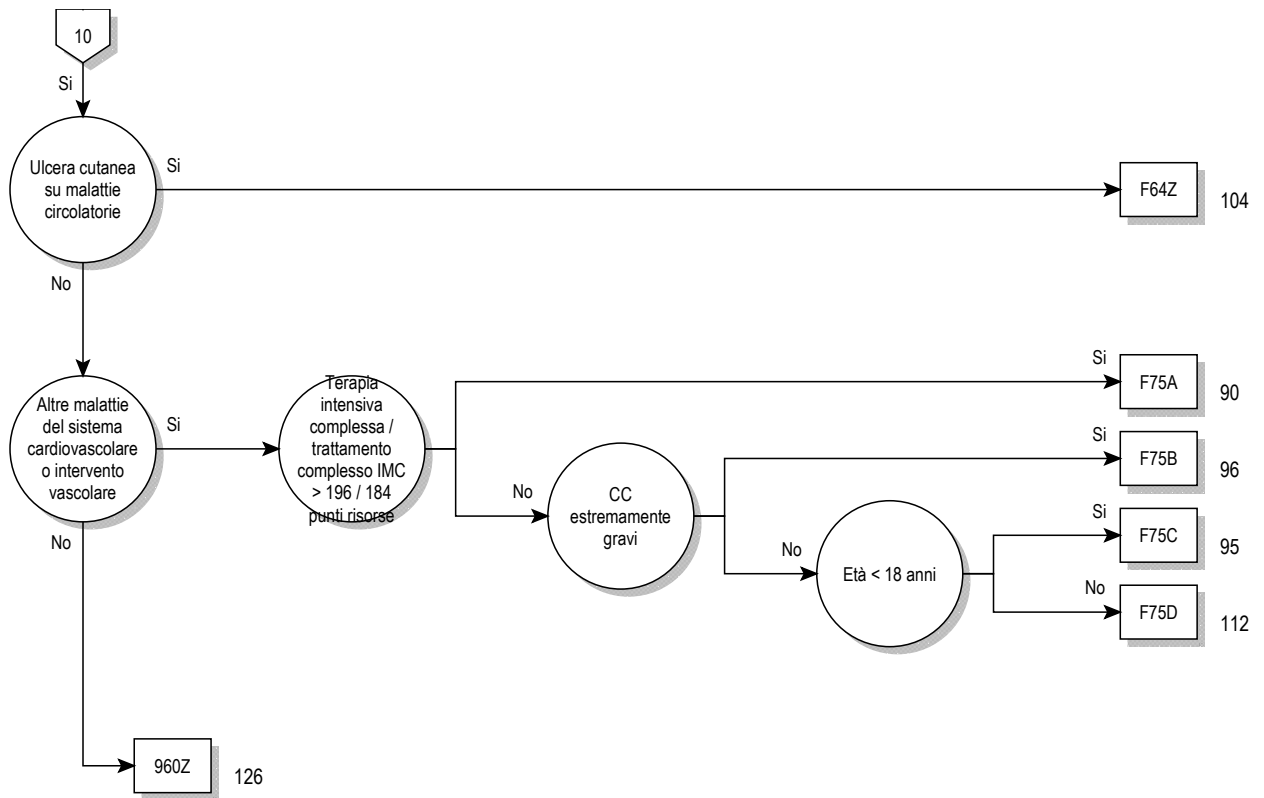 10
Si
Ulcera cutanea
su malattie
circolatorie
Si
F64Z
104
No
Altre malattie
del sistema
cardiovascolare
o intervento
vascolare
Si
Terapia
intensiva
complessa /
trattamento
complesso IMC
> 196 / 184
punti risorse
Si
F75A
90
No
CC
estremamente
gravi
Si
F75B
96
No
Età < 18 anni
Si
F75C
95
No
F75D
112
No
960Z
126